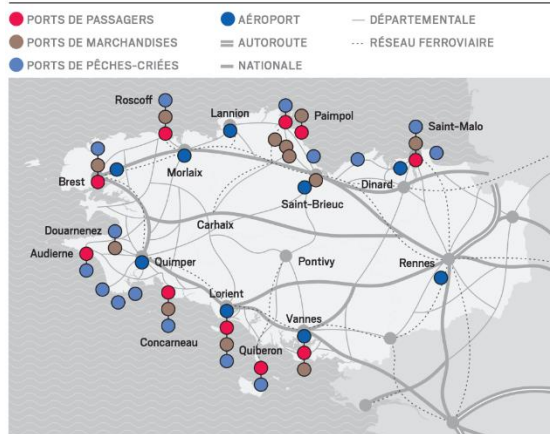 PORTS DE PASSAGERS
PORTS DE MARCHANDISES
PORTS DE PÊCHES-CRIÉES
AÉROPORT
AUTOROUTE
NATIONALE
DÉPARTEMENTALE
RÉSEAU FERROVIAIRE
Roscoff
Lannion
Paimpol
Saint-Malo
Brest
Morlaix
Saint-Brieuc
Dinard
Carhaix
Douarnenez
Audierne
Quimper
Pontivy
Rennes
Lorient
Vannes
Concarneau
Quiberon